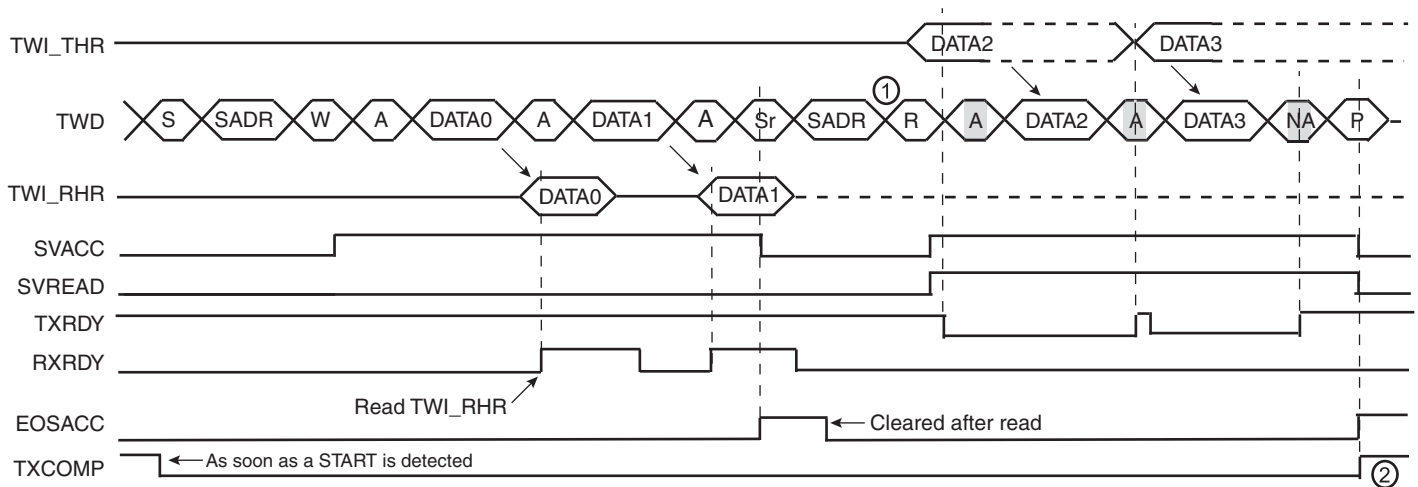 TWI_THR DATA2 DATA3
①
TWD S SADR W A DATA0 A DATA1 A Sr SADR R A DATA2 A DATA3 NA P
TWI_RHR DATA0 DATA1
SVACC
SVREAD
TXRDY
RXRDY
Read TWI_RHR
EOSACC Cleared after read
TXCOMP As soon as a START is detected ②